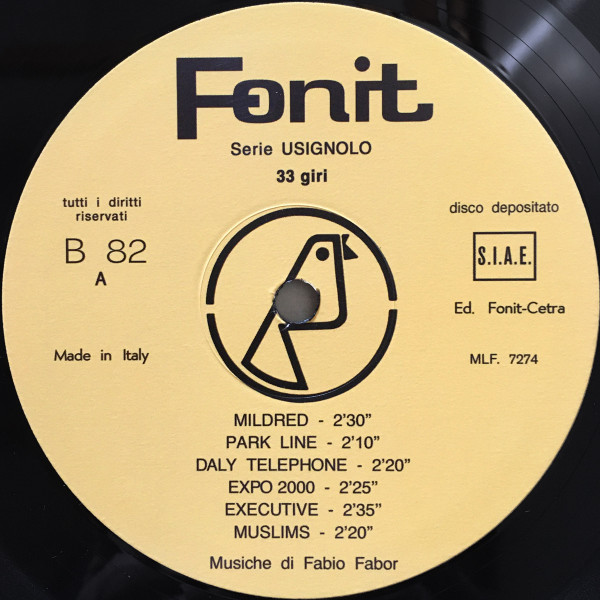 Fonit
Serie USIGNOLO
33 giri
tutti i diritti
riservati
B 82
A
Made in Italy
disco depositato
S.I.A.E.
Ed. Fonit-Cetra
MLF. 7274
MILDRED - 2'30”
PARK LINE - 2'10”
DALY TELEPHONE - 2'20”
EXPO 2000 - 2'25”
EXECUTIVE - 2'35”
MUSLIMS - 2'20”
Musiche di Fabio Fabor